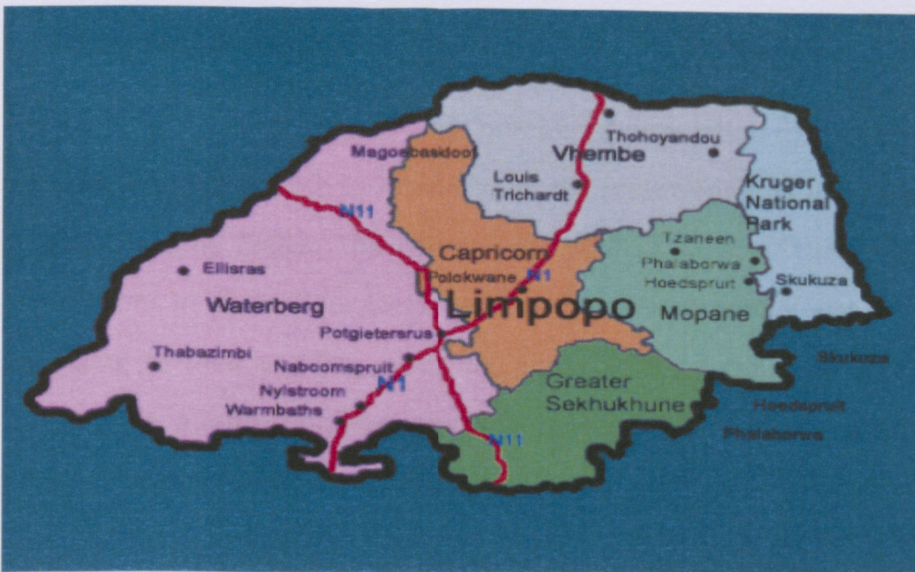 Thohoyandou
Magoebaskloof
Vhembe
Louis
Trichardt
Kruger
National
Park
N11
Tzaneen
Capricorn
Phalaborwa
Ellisras
Polokwane
N1
Hoedspruit
Skukuza
Waterberg
Limpopo
Mopane
Potgietersrus
Thabazimbi
Skukuza
Naboomspruit
N1
Greater
Sekhukhune
Nylstroom
Warmbaths
Hoedspruit
Phalaborwa
N11